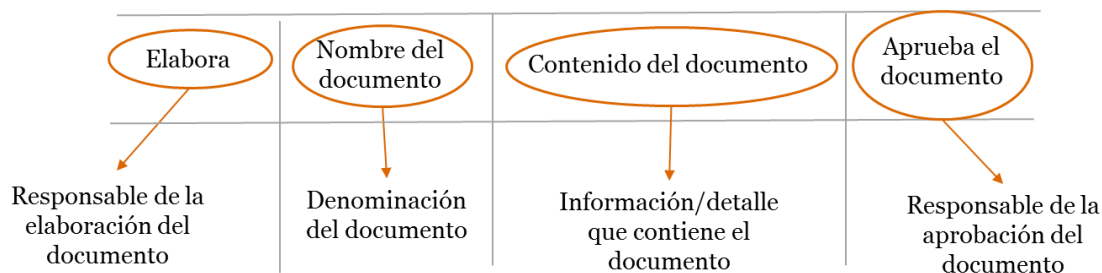 Elabora
Nombre del
documento
Contenido del documento
Aprueba el
documento
Responsable de la
elaboración del
documento
Denominación
del documento
Información/detalle
que contiene el
documento
Responsable de la
aprobación del
documento